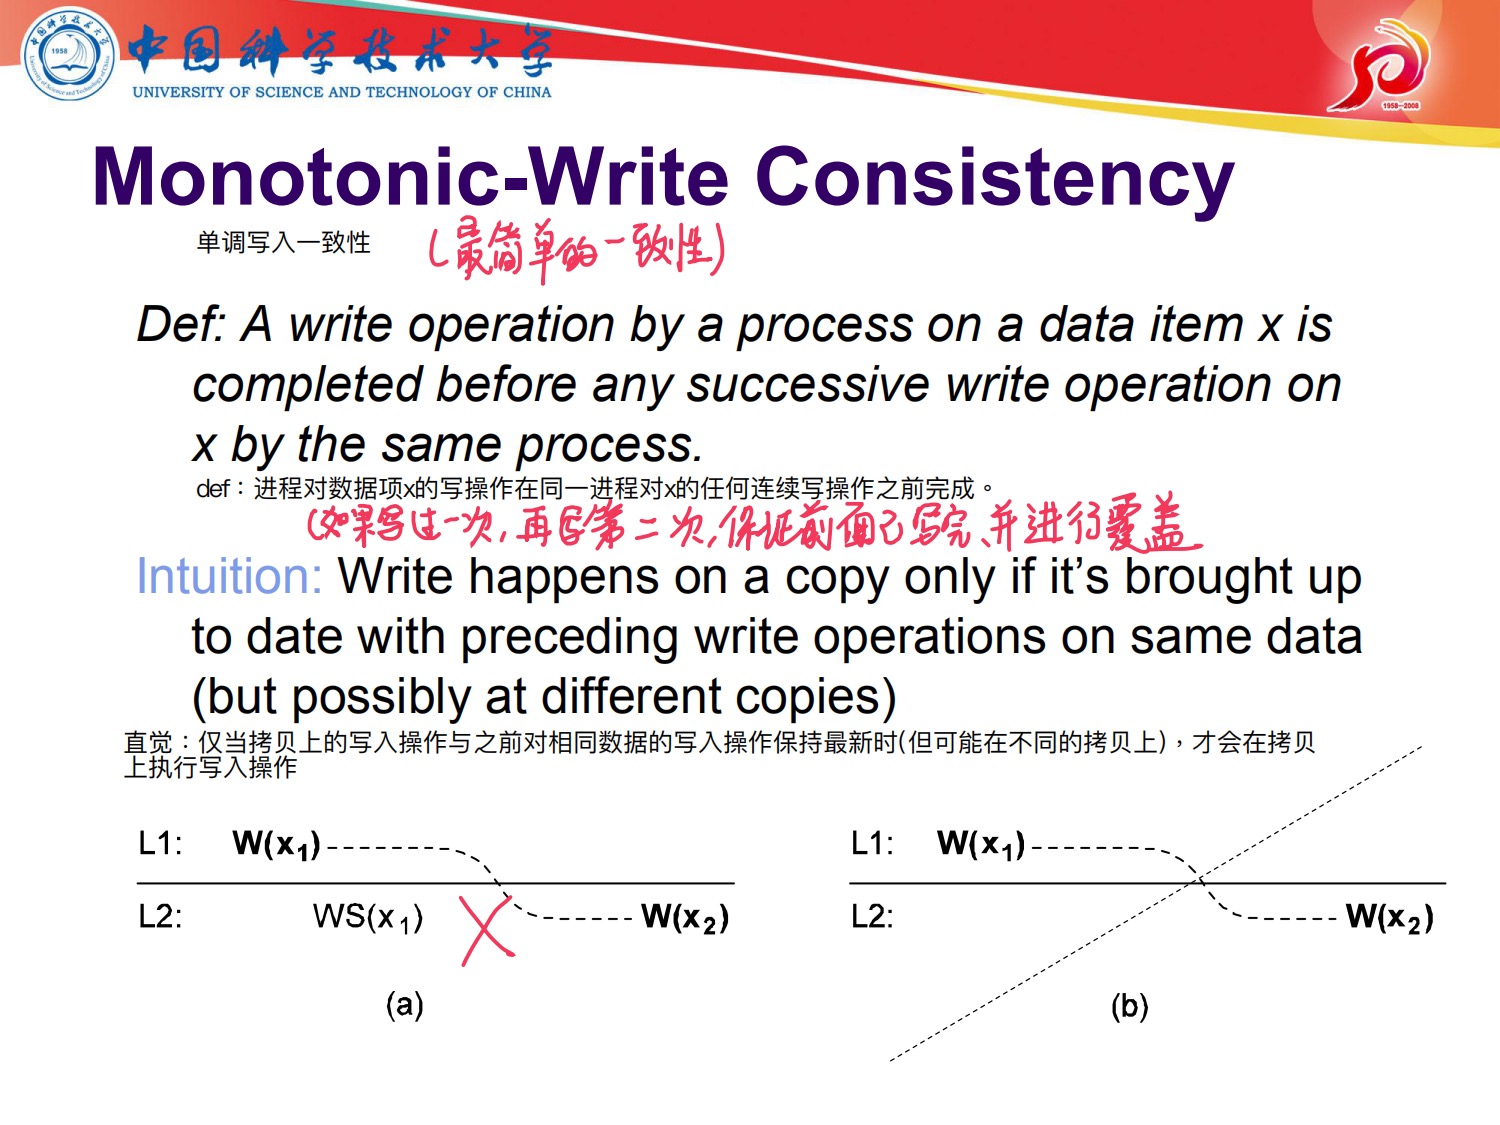 中国科学技术大学
1958
UNIVERSITY OF SCIENCE AND TECHNOLOGY OF CHINA
1958—2008
Monotonic-Write Consistency
单调写入一致性 (最简单的一致性)
Def: A write operation by a process on a data item x is
completed before any successive write operation on
x by the same process.
def：进程对数据项x的写操作在同一进程对x的任何连续写操作之前完成。
(如果写过一次,再写第二次,保证前面已写完、并进行覆盖
Intuition: Write happens on a copy only if it’s brought up
to date with preceding write operations on same data
(but possibly at different copies)
直觉：仅当拷贝上的写入操作与之前对相同数据的写入操作保持最新时(但可能在不同的拷贝上)，才会在拷贝
上执行写入操作
L1: W(x1)
L2: WS(x1) W(x2)
(a)
L1: W(x1)
L2: W(x2)
(b)